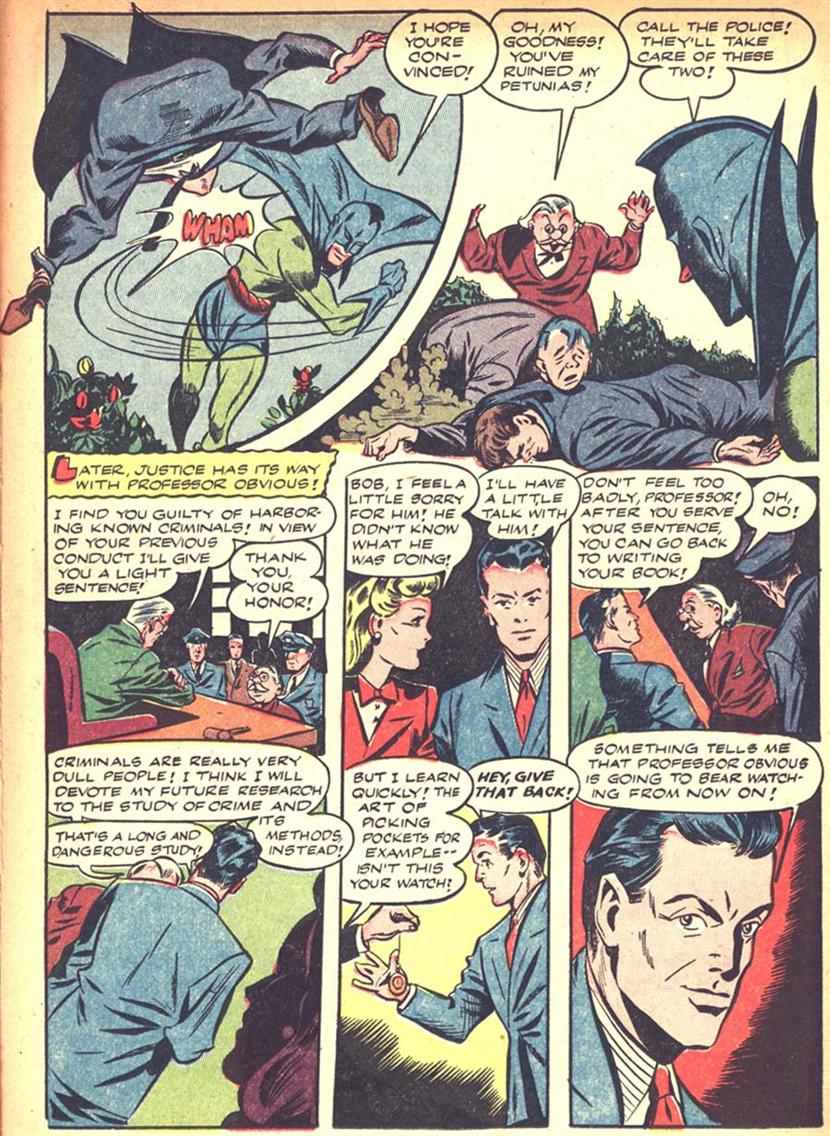 I HOPE
YOU'RE
CON-
VINCED!
WHAM
OH, MY
GOODNESS!
YOU'VE
RUINED MY
PETUNIAS!
CALL THE POLICE!
THEY'LL TAKE
CARE OF THESE
TWO!
LATER, JUSTICE HAS ITS WAY
WITH PROFESSOR OBVIOUS!
I FIND YOU GUILTY OF HARBOR-
ING KNOWN CRIMINALS! IN VIEW
OF YOUR PREVIOUS
CONDUCT I'LL GIVE
YOU A LIGHT
SENTENCE!
THANK
YOU,
YOUR
HONOR!
BOB, I FEEL A
LITTLE SORRY
FOR HIM! HE
DIDN'T KNOW
WHAT HE
WAS DOING!
I'LL HAVE
A LITTLE
TALK WITH
HIM!
DON'T FEEL TOO
BADLY, PROFESSOR!
AFTER YOU SERVE
YOUR SENTENCE,
YOU CAN GO BACK
TO WRITING
YOUR BOOK!
OH,
NO!
CRIMINALS ARE REALLY VERY
DULL PEOPLE! I THINK I WILL
DEVOTE MY FUTURE RESEARCH
TO THE STUDY OF CRIME AND
ITS
METHODS,
INSTEAD!
THAT'S A LONG AND
DANGEROUS STUDY!
BUT I LEARN
QUICKLY! THE
ART OF
PICKING
POCKETS FOR
EXAMPLE--
ISN'T THIS
YOUR WATCH?
HEY, GIVE
THAT BACK!
SOMETHING TELLS ME
THAT PROFESSOR OBVIOUS
IS GOING TO BEAR WATCH-
ING FROM NOW ON!